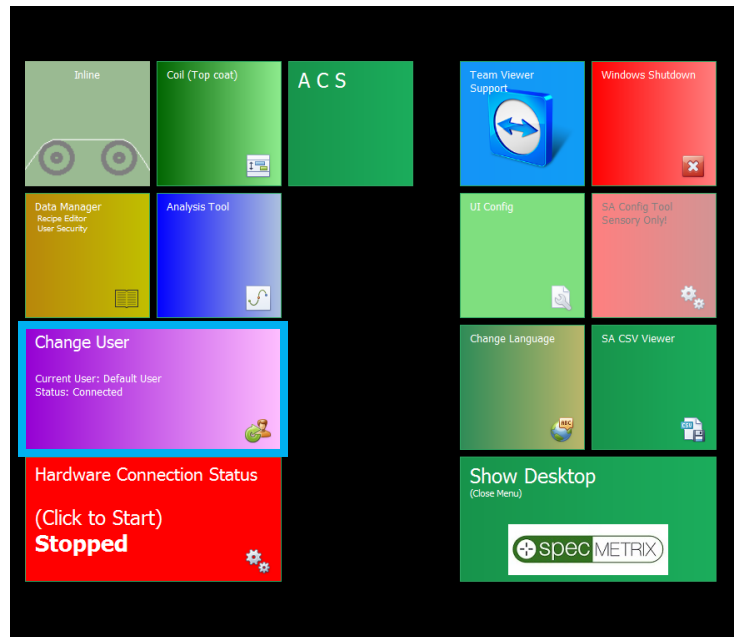 Inline
Coil (Top coat)
A C S
Team Viewer
Support
Windows Shutdown
Data Manager
Recipe Editor
User Security
Analysis Tool
UI Config
SA Config Tool
Sensory Only!
Change User
Current User: Default User
Status: Connected
Change Language
ABC
SA CSV Viewer
CSV
Hardware Connection Status
(Click to Start)
Stopped
Show Desktop
(Close Menu)
spec METRIX